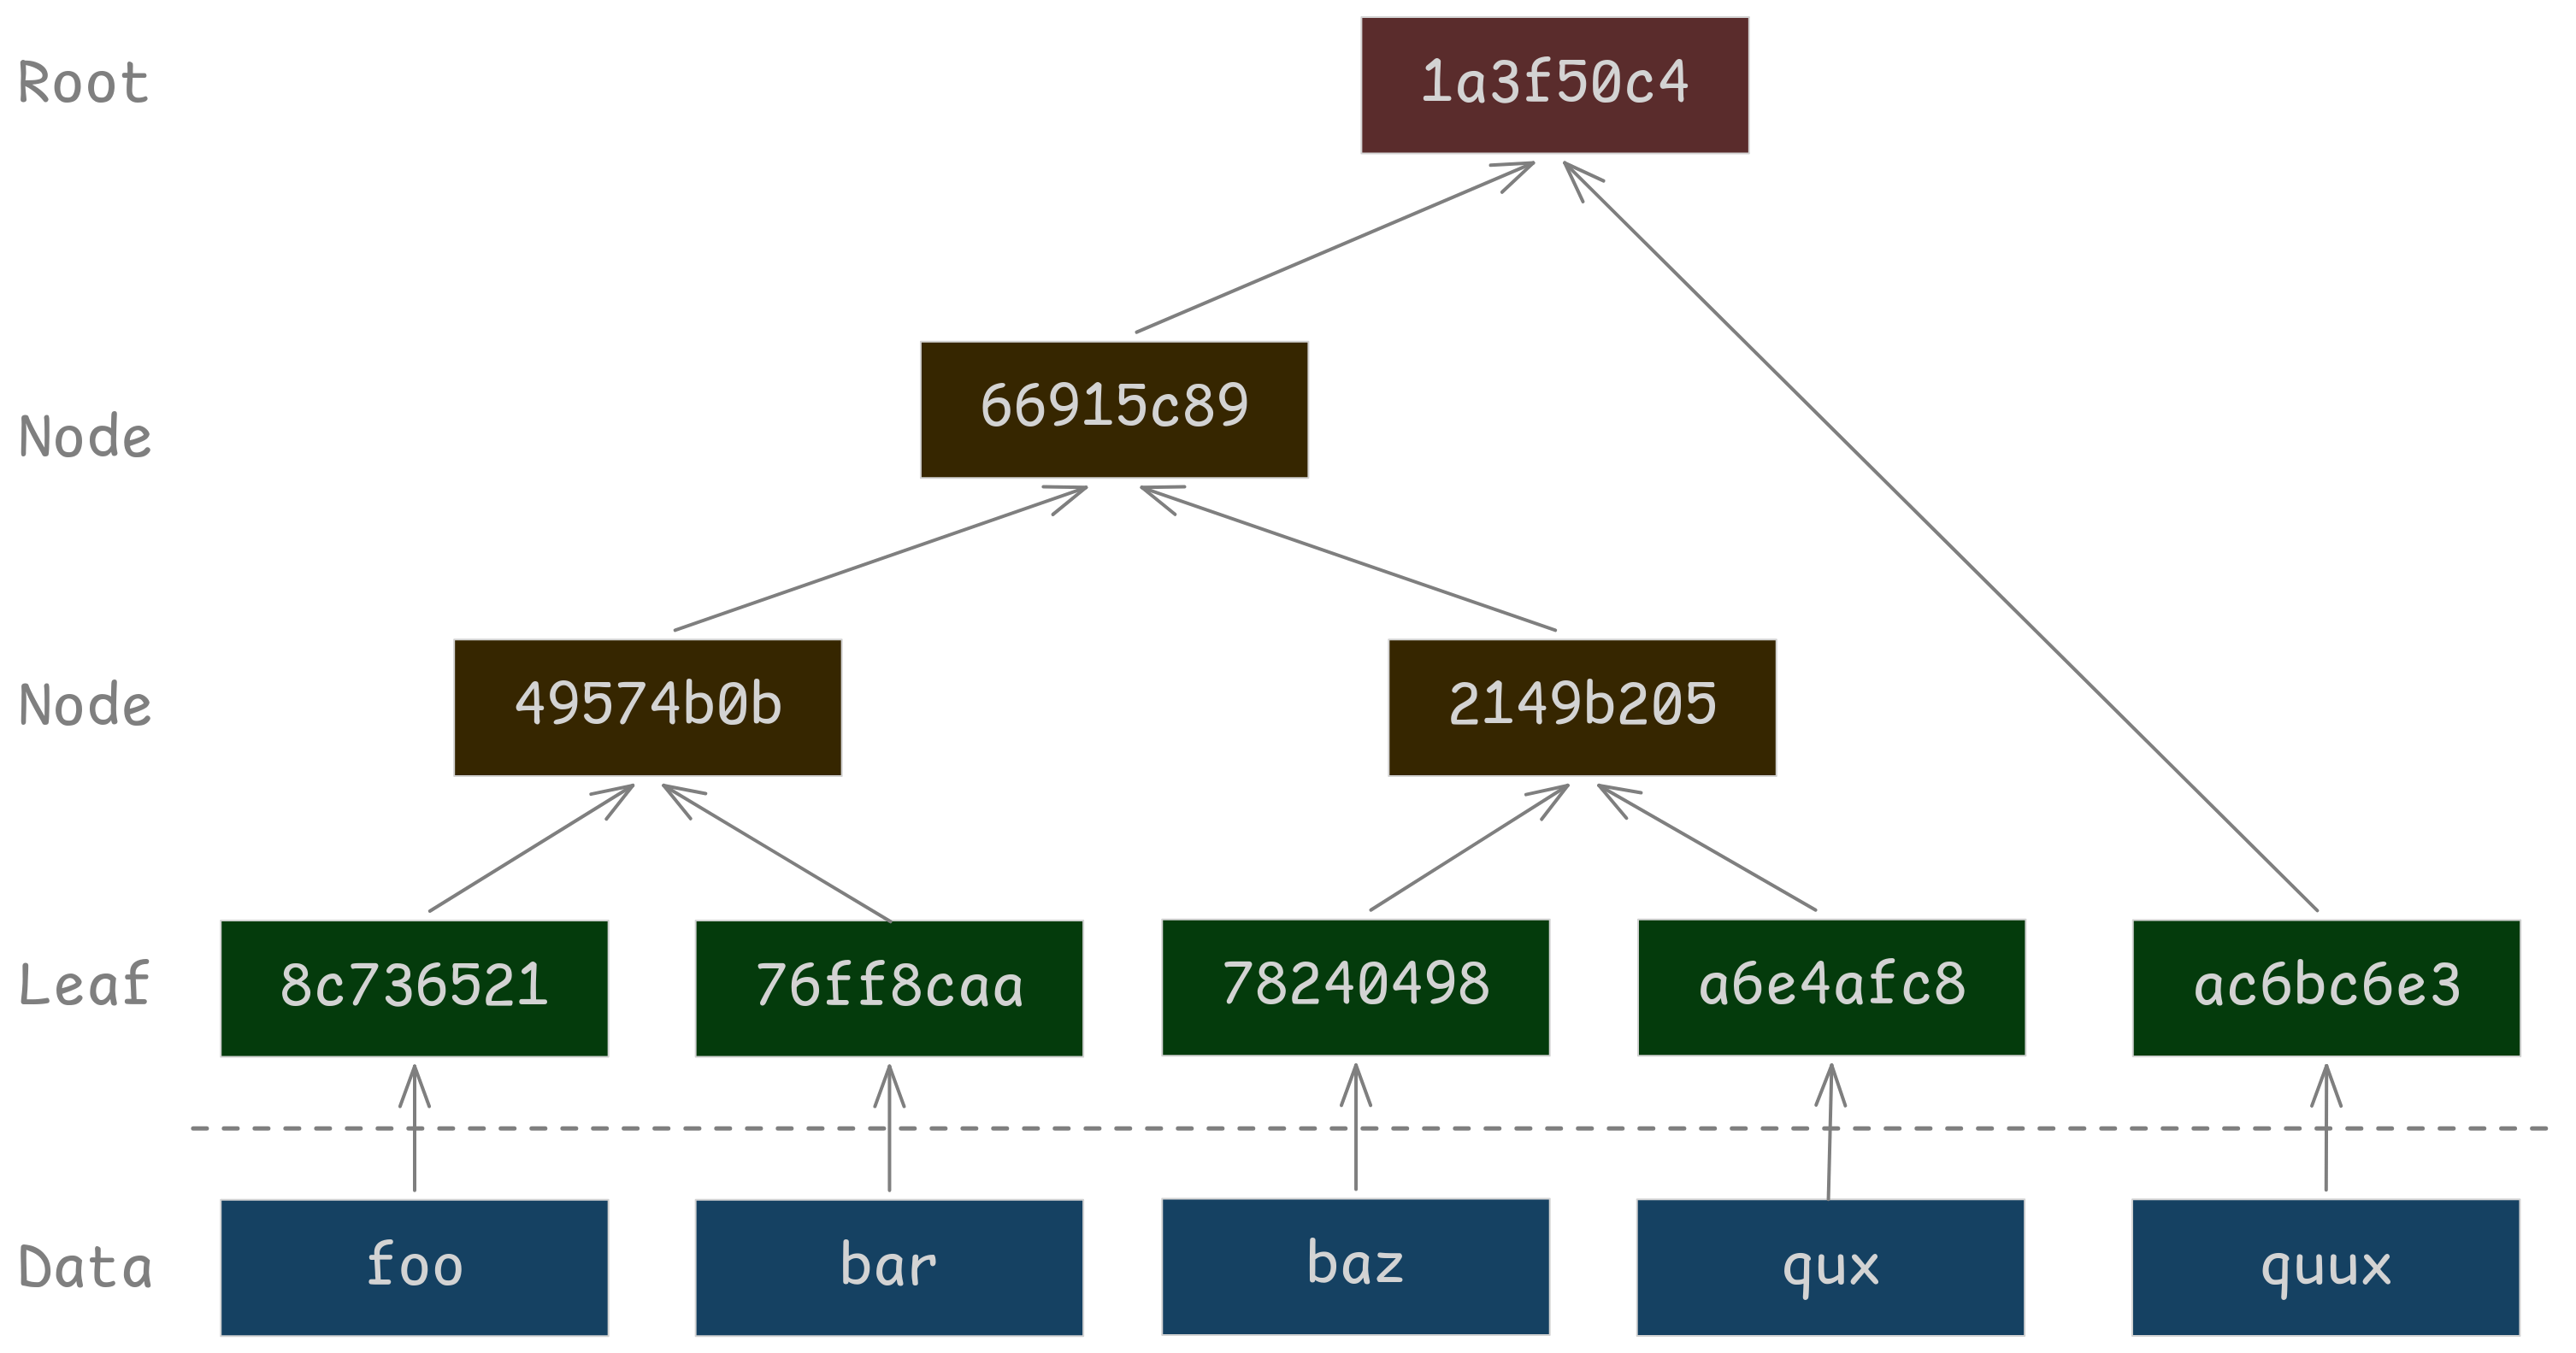 Root
1a3f50c4
66915c89
Node
Node
49574b0b
2149b205
Leaf
8c736521
76ff8caa
78240498
a6e4afc8
ac6bc6e3
Data
foo
bar
baz
qux
quux